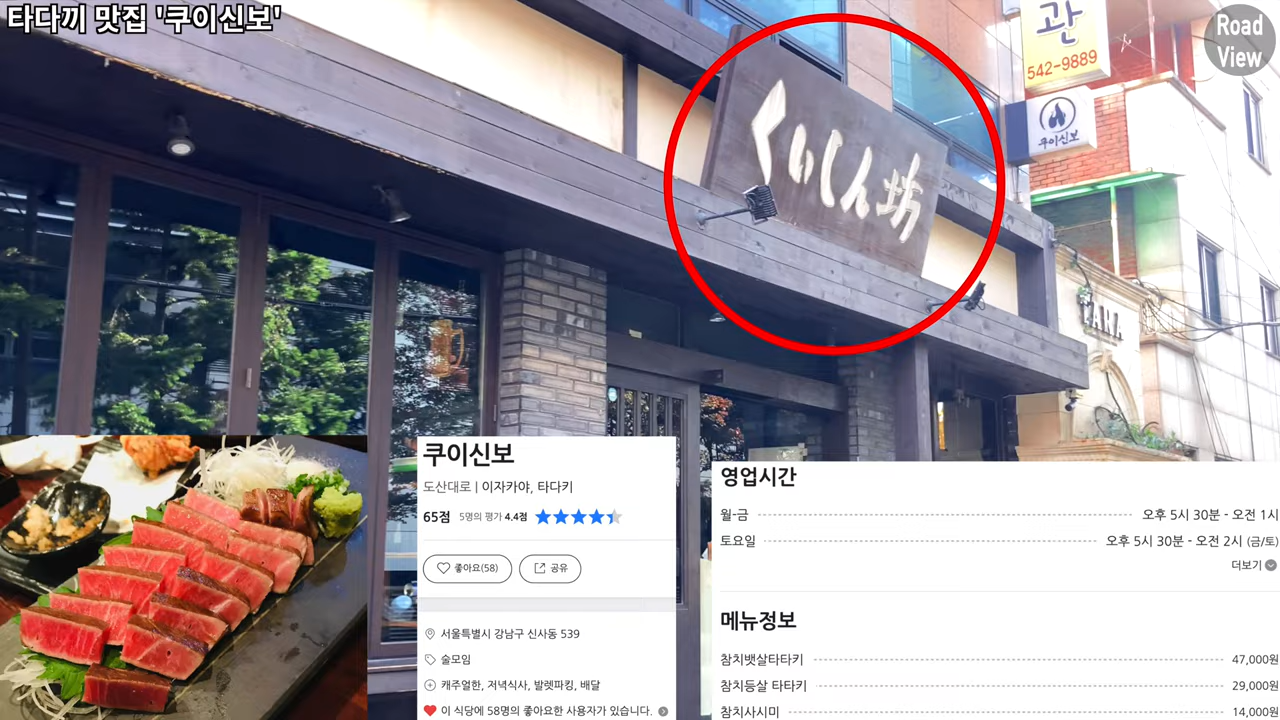 타다끼 맛집 '쿠이신보'
Road
View
관
542-9889
쿠이신보
くいしん坊
PARA
쿠이신보
도산대로 | 이자카야, 타다키
65점 5명의 평가 4.4점
좋아요(58) 공유
서울특별시 강남구 신사동 539
술모임
캐주얼한, 저녁식사, 발렛파킹, 배달
이 식당에 58명의 좋아요한 사용자가 있습니다.
영업시간
월-금 오후 5시 30분 - 오전 1시
토요일 오후 5시 30분 - 오전 2시 (금/토)
더보기
메뉴정보
참치뱃살타타키 47,000원
참치등살 타타키 29,000원
참치사시미 14,000원